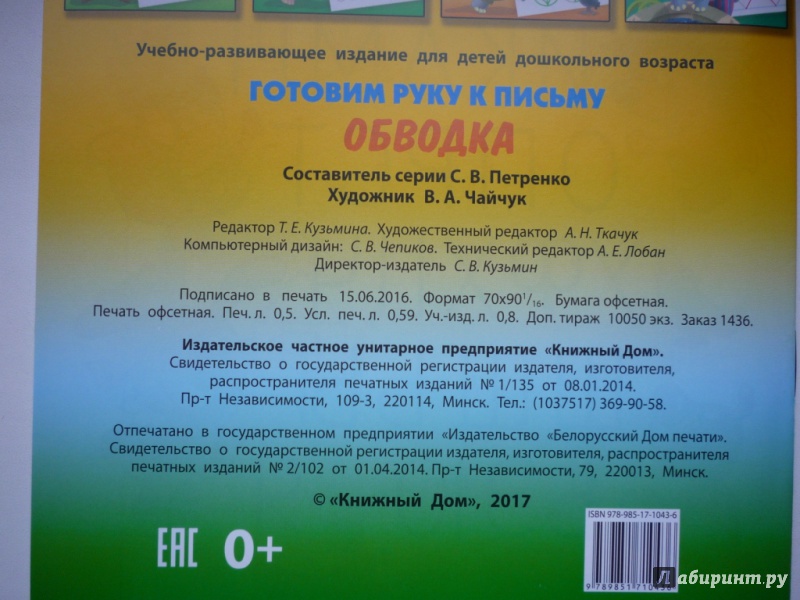 Учебно-развивающее издание для детей дошкольного возраста
ГОТОВИМ РУКУ К ПИСЬМУ
ОБВОДКА
Составитель серии С. В. Петренко
Художник В. А. Чайчук
Редактор Т. Е. Кузьмина. Художественный редактор А. Н. Ткачук
Компьютерный дизайн: С. В. Чепиков. Технический редактор А. Е. Лобан
Директор-издатель С. В. Кузьмин
Подписано в печать 15.06.2016. Формат 70х90 1/16. Бумага офсетная.
Печать офсетная. Печ. л. 0,5. Усл. печ. л. 0,59. Уч.-изд. л. 0,8. Доп. тираж 10050 экз. Заказ 1436.
Издательское частное унитарное предприятие «Книжный Дом».
Свидетельство о государственной регистрации издателя, изготовителя,
распространителя печатных изданий № 1/135 от 08.01.2014.
Пр-т Независимости, 109-3, 220114, Минск. Тел.: (1037517) 369-90-58.
Отпечатано в государственном предприятии «Издательство «Белорусский Дом печати».
Свидетельство о государственной регистрации издателя, изготовителя, распространителя
печатных изданий № 2/102 от 01.04.2014. Пр-т Независимости, 79, 220013, Минск.
© «Книжный Дом», 2017
ISBN 978-985-17-1043-6
EAC 0+
9 789851 710436
Лабиринт.ру